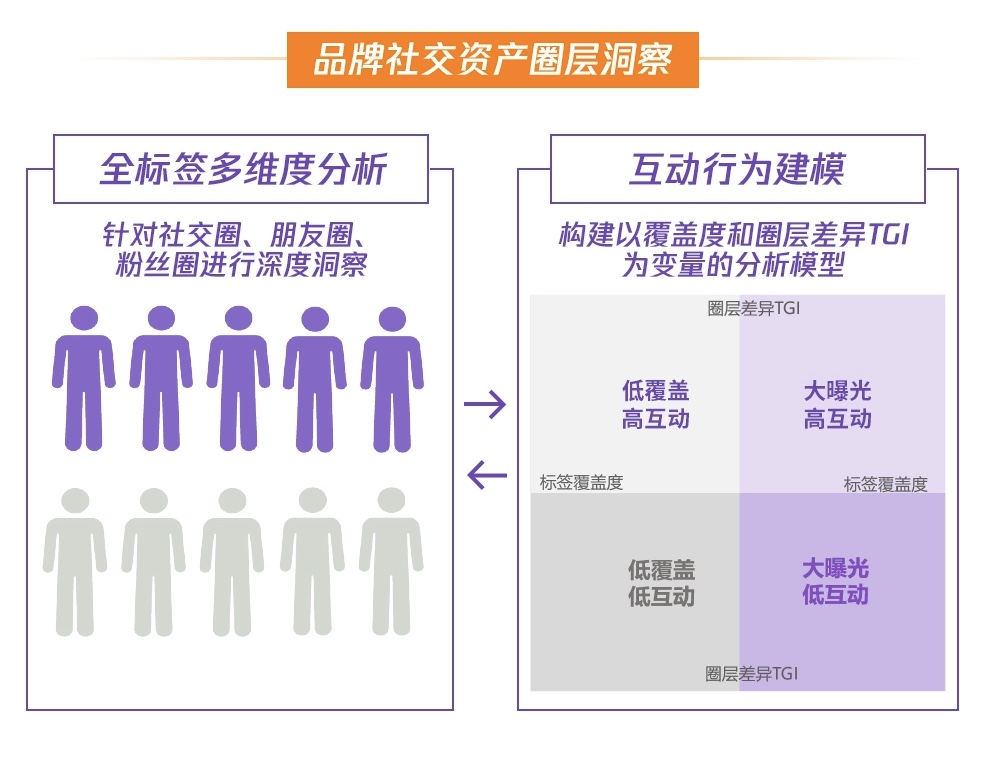 品牌社交资产圈层洞察
全标签多维度分析
针对社交圈、朋友圈、
粉丝圈进行深度洞察
互动行为建模
构建以覆盖度和圈层差异TGI
为变量的分析模型
圈层差异TGI
低覆盖
高互动
大曝光
高互动
标签覆盖度
标签覆盖度
低覆盖
低互动
大曝光
低互动
圈层差异TGI